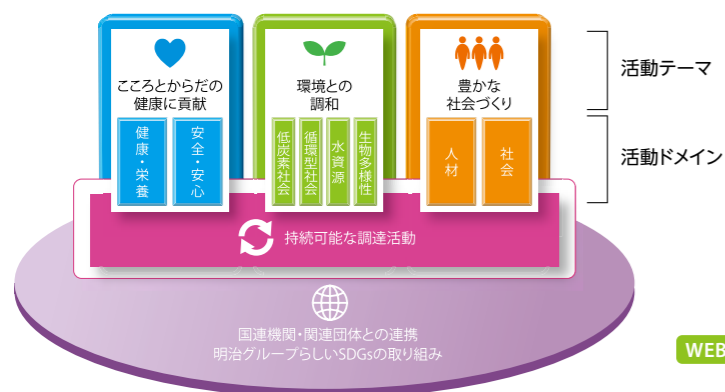 こころとからだの
健康に貢献
環境との
調和
豊かな
社会づくり
活動テーマ
健康・栄養
安全・安心
低炭素社会
循環型社会
水資源
生物多様性
人材
社会
活動ドメイン
持続可能な調達活動
国連機関・関連団体との連携
明治グループらしいSDGsの取り組み
WEB